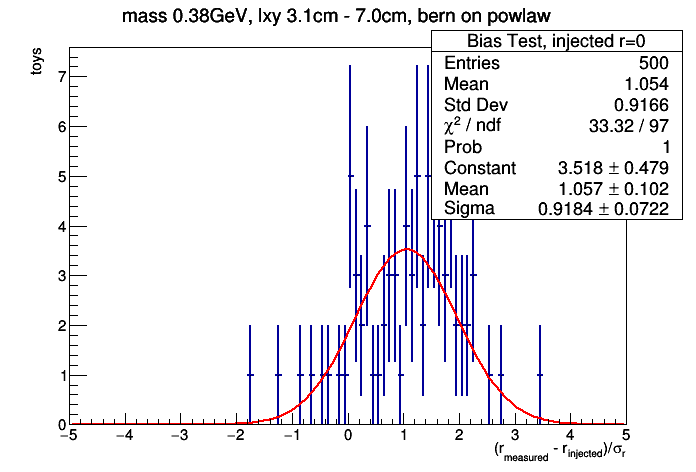 mass 0.38GeV, lxy 3.1cm - 7.0cm, bern on powlaw
Bias Test, injected r=0
Entries 500
Mean 1.054
Std Dev 0.9166
χ² / ndf 33.32 / 97
Prob 1
Constant 3.518 ± 0.479
Mean 1.057 ± 0.102
Sigma 0.9184 ± 0.0722
toys
7
6
5
4
3
2
1
0
−5 −4 −3 −2 −1 0 1 2 3 4 5
(r_measured - r_injected)/σ_r